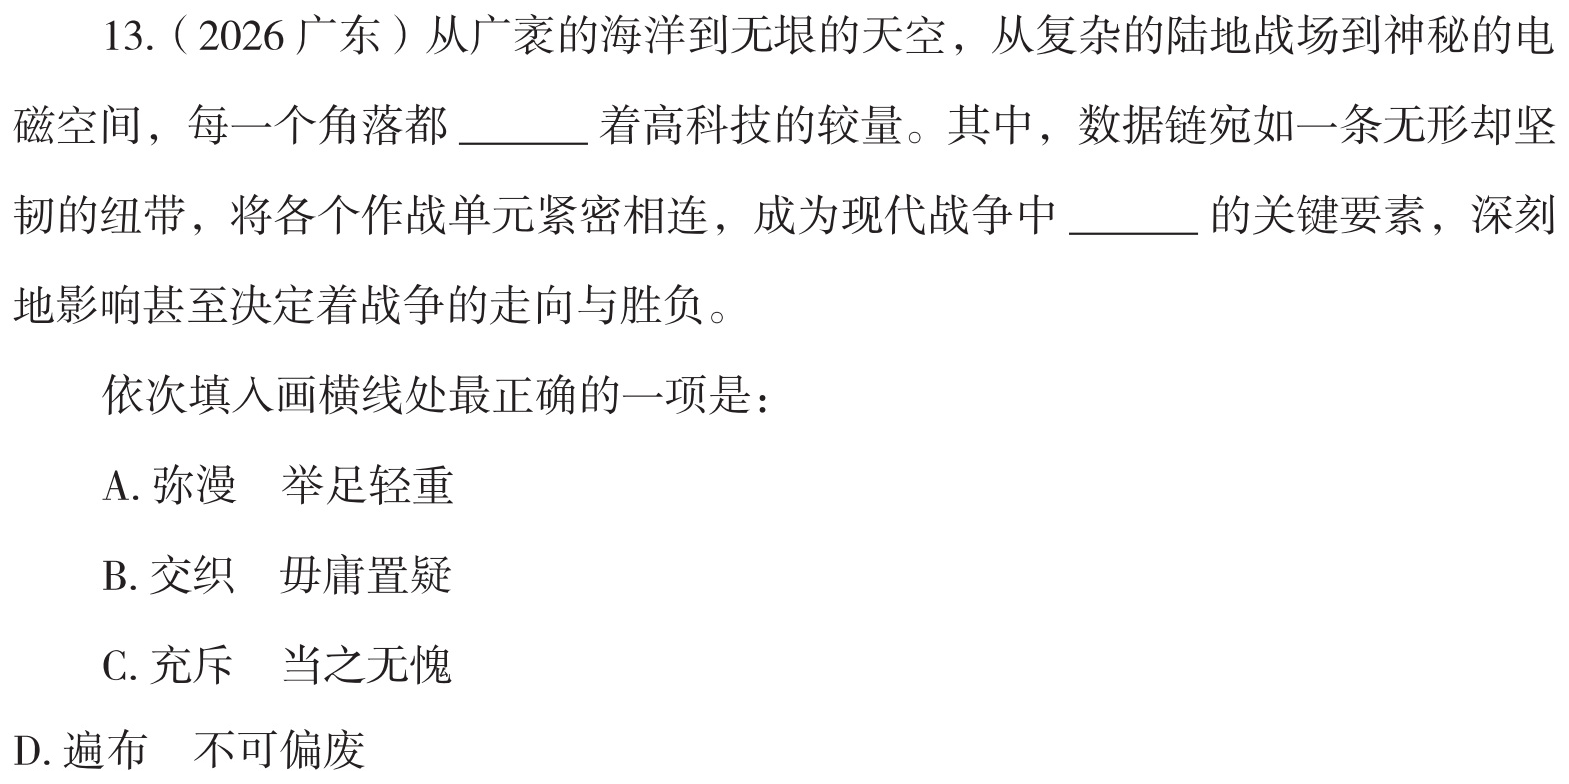 13.（2026 广东）从广袤的海洋到无垠的天空，从复杂的陆地战场到神秘的电
磁空间，每一个角落都 ______ 着高科技的较量。其中，数据链宛如一条无形却坚
韧的纽带，将各个作战单元紧密相连，成为现代战争中 ______ 的关键要素，深刻
地影响甚至决定着战争的走向与胜负。
依次填入画横线处最正确的一项是：
A. 弥漫　举足轻重
B. 交织　毋庸置疑
C. 充斥　当之无愧
D. 遍布　不可偏废